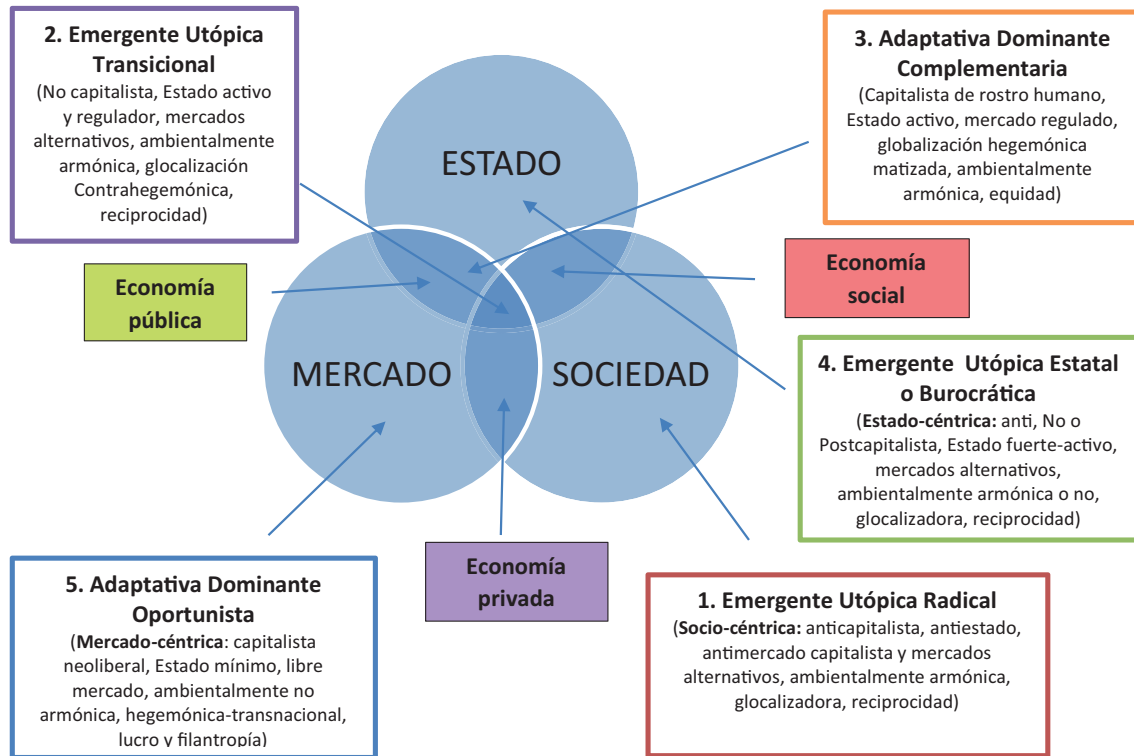 2. Emergente Utópica
Transicional
(No capitalista, Estado activo
y regulador, mercados
alternativos, ambientalmente
armónica, glocalización
Contrahegemónica,
reciprocidad)
3. Adaptativa Dominante
Complementaria
(Capitalista de rostro humano,
Estado activo, mercado regulado,
globalización hegemónica
matizada, ambientalmente
armónica, equidad)
ESTADO
Economía
pública
Economía
social
MERCADO
SOCIEDAD
4. Emergente Utópica Estatal
o Burocrática
(Estado-céntrica: anti, No o
Postcapitalista, Estado fuerte-activo,
mercados alternativos,
ambientalmente armónica o no,
glocalizadora, reciprocidad)
Economía
privada
5. Adaptativa Dominante
Oportunista
(Mercado-céntrica: capitalista
neoliberal, Estado mínimo, libre
mercado, ambientalmente no
armónica, hegemónica-transnacional,
lucro y filantropía)
1. Emergente Utópica Radical
(Socio-céntrica: anticapitalista, antiestado,
antimercado capitalista y mercados
alternativos, ambientalmente armónica,
glocalizadora, reciprocidad)